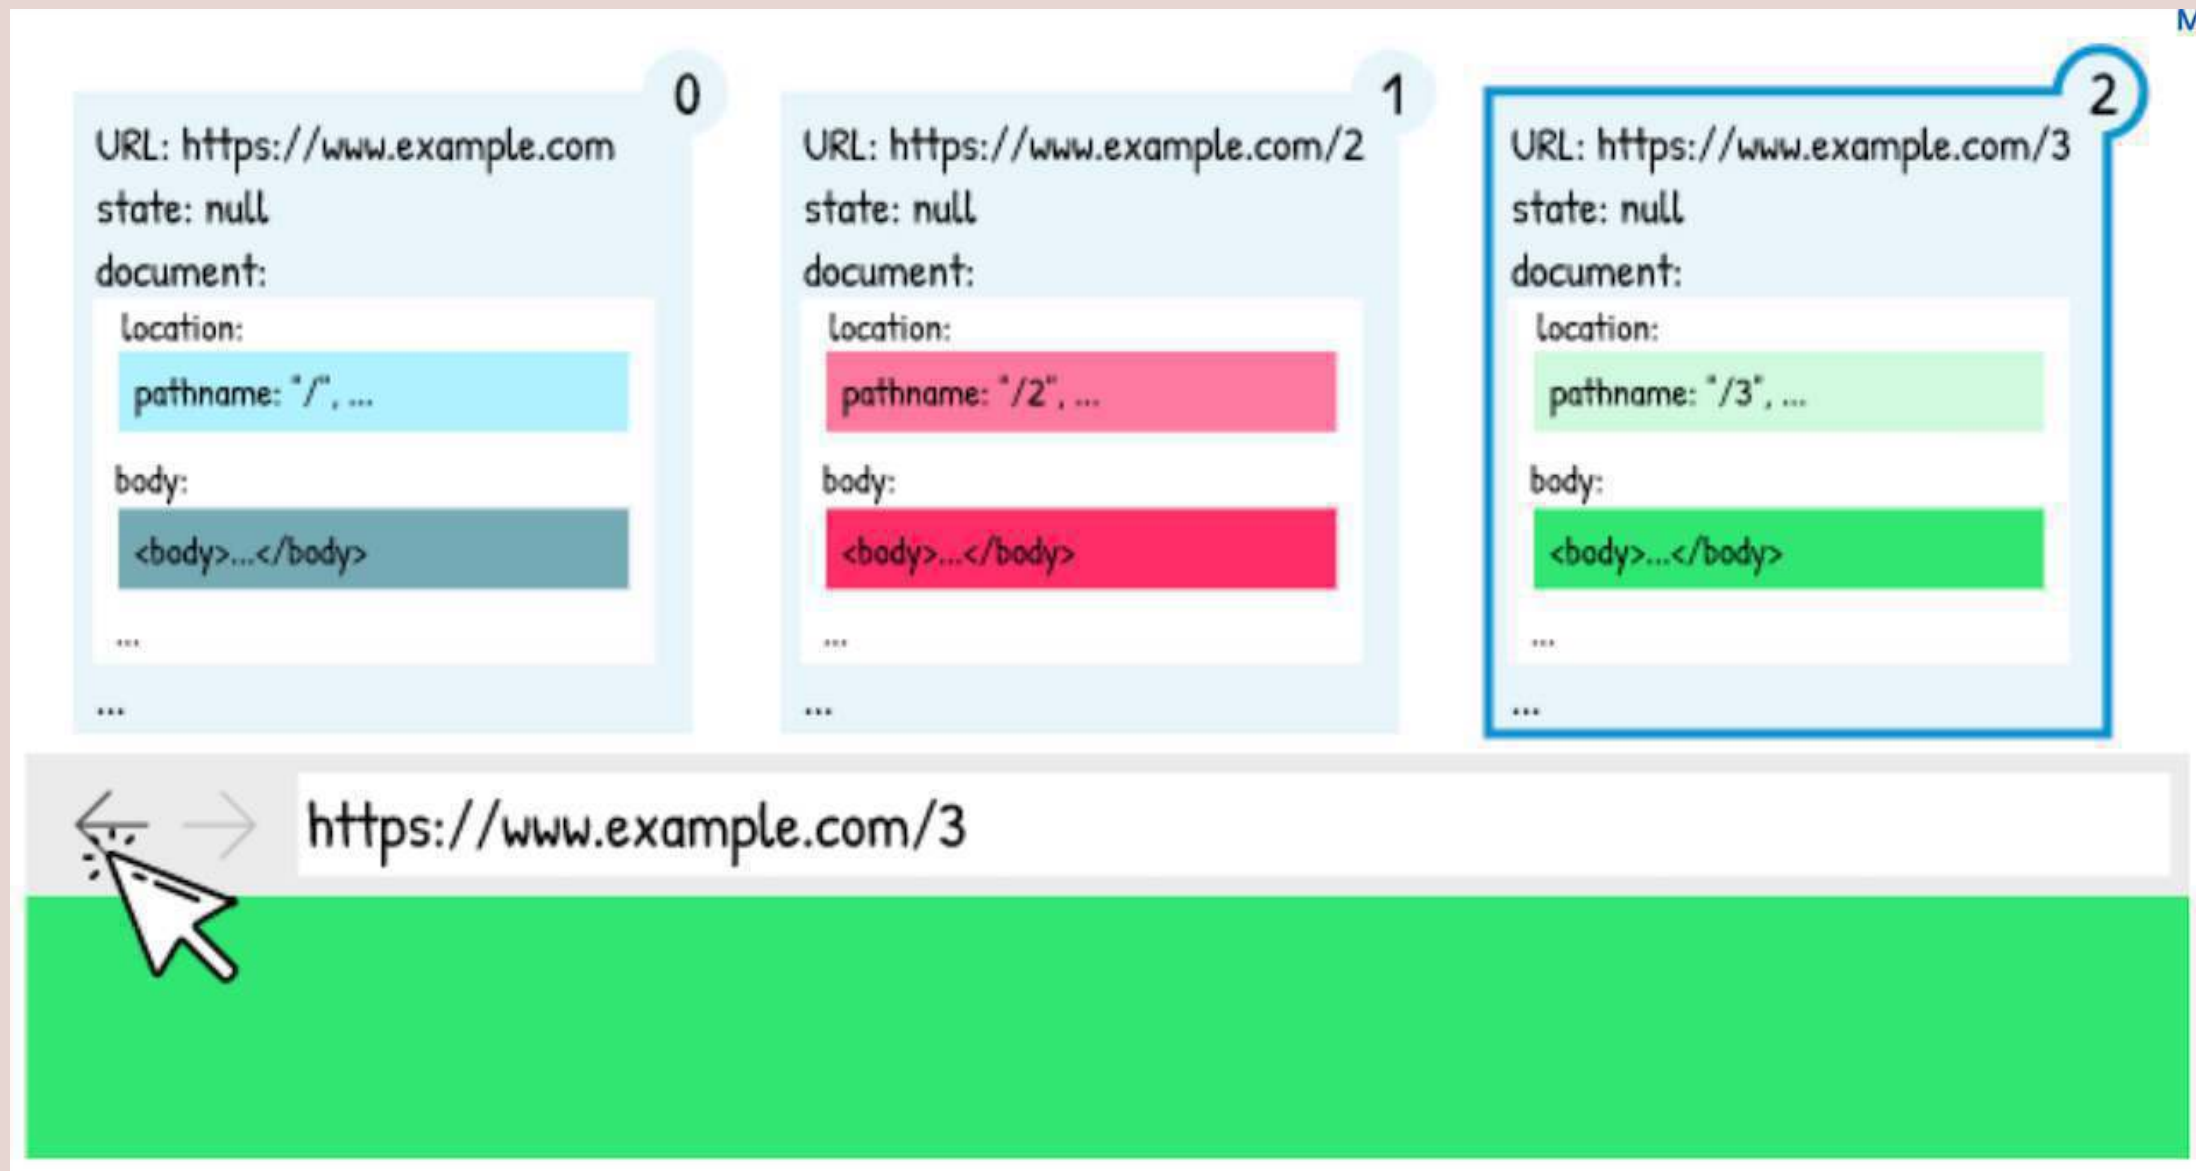 0
URL: https://www.example.com
state: null
document:
location:
pathname: "/", ...
body:
<body>...</body>
...
...
1
URL: https://www.example.com/2
state: null
document:
location:
pathname: "/2", ...
body:
<body>...</body>
...
...
2
URL: https://www.example.com/3
state: null
document:
location:
pathname: "/3", ...
body:
<body>...</body>
...
...
https://www.example.com/3